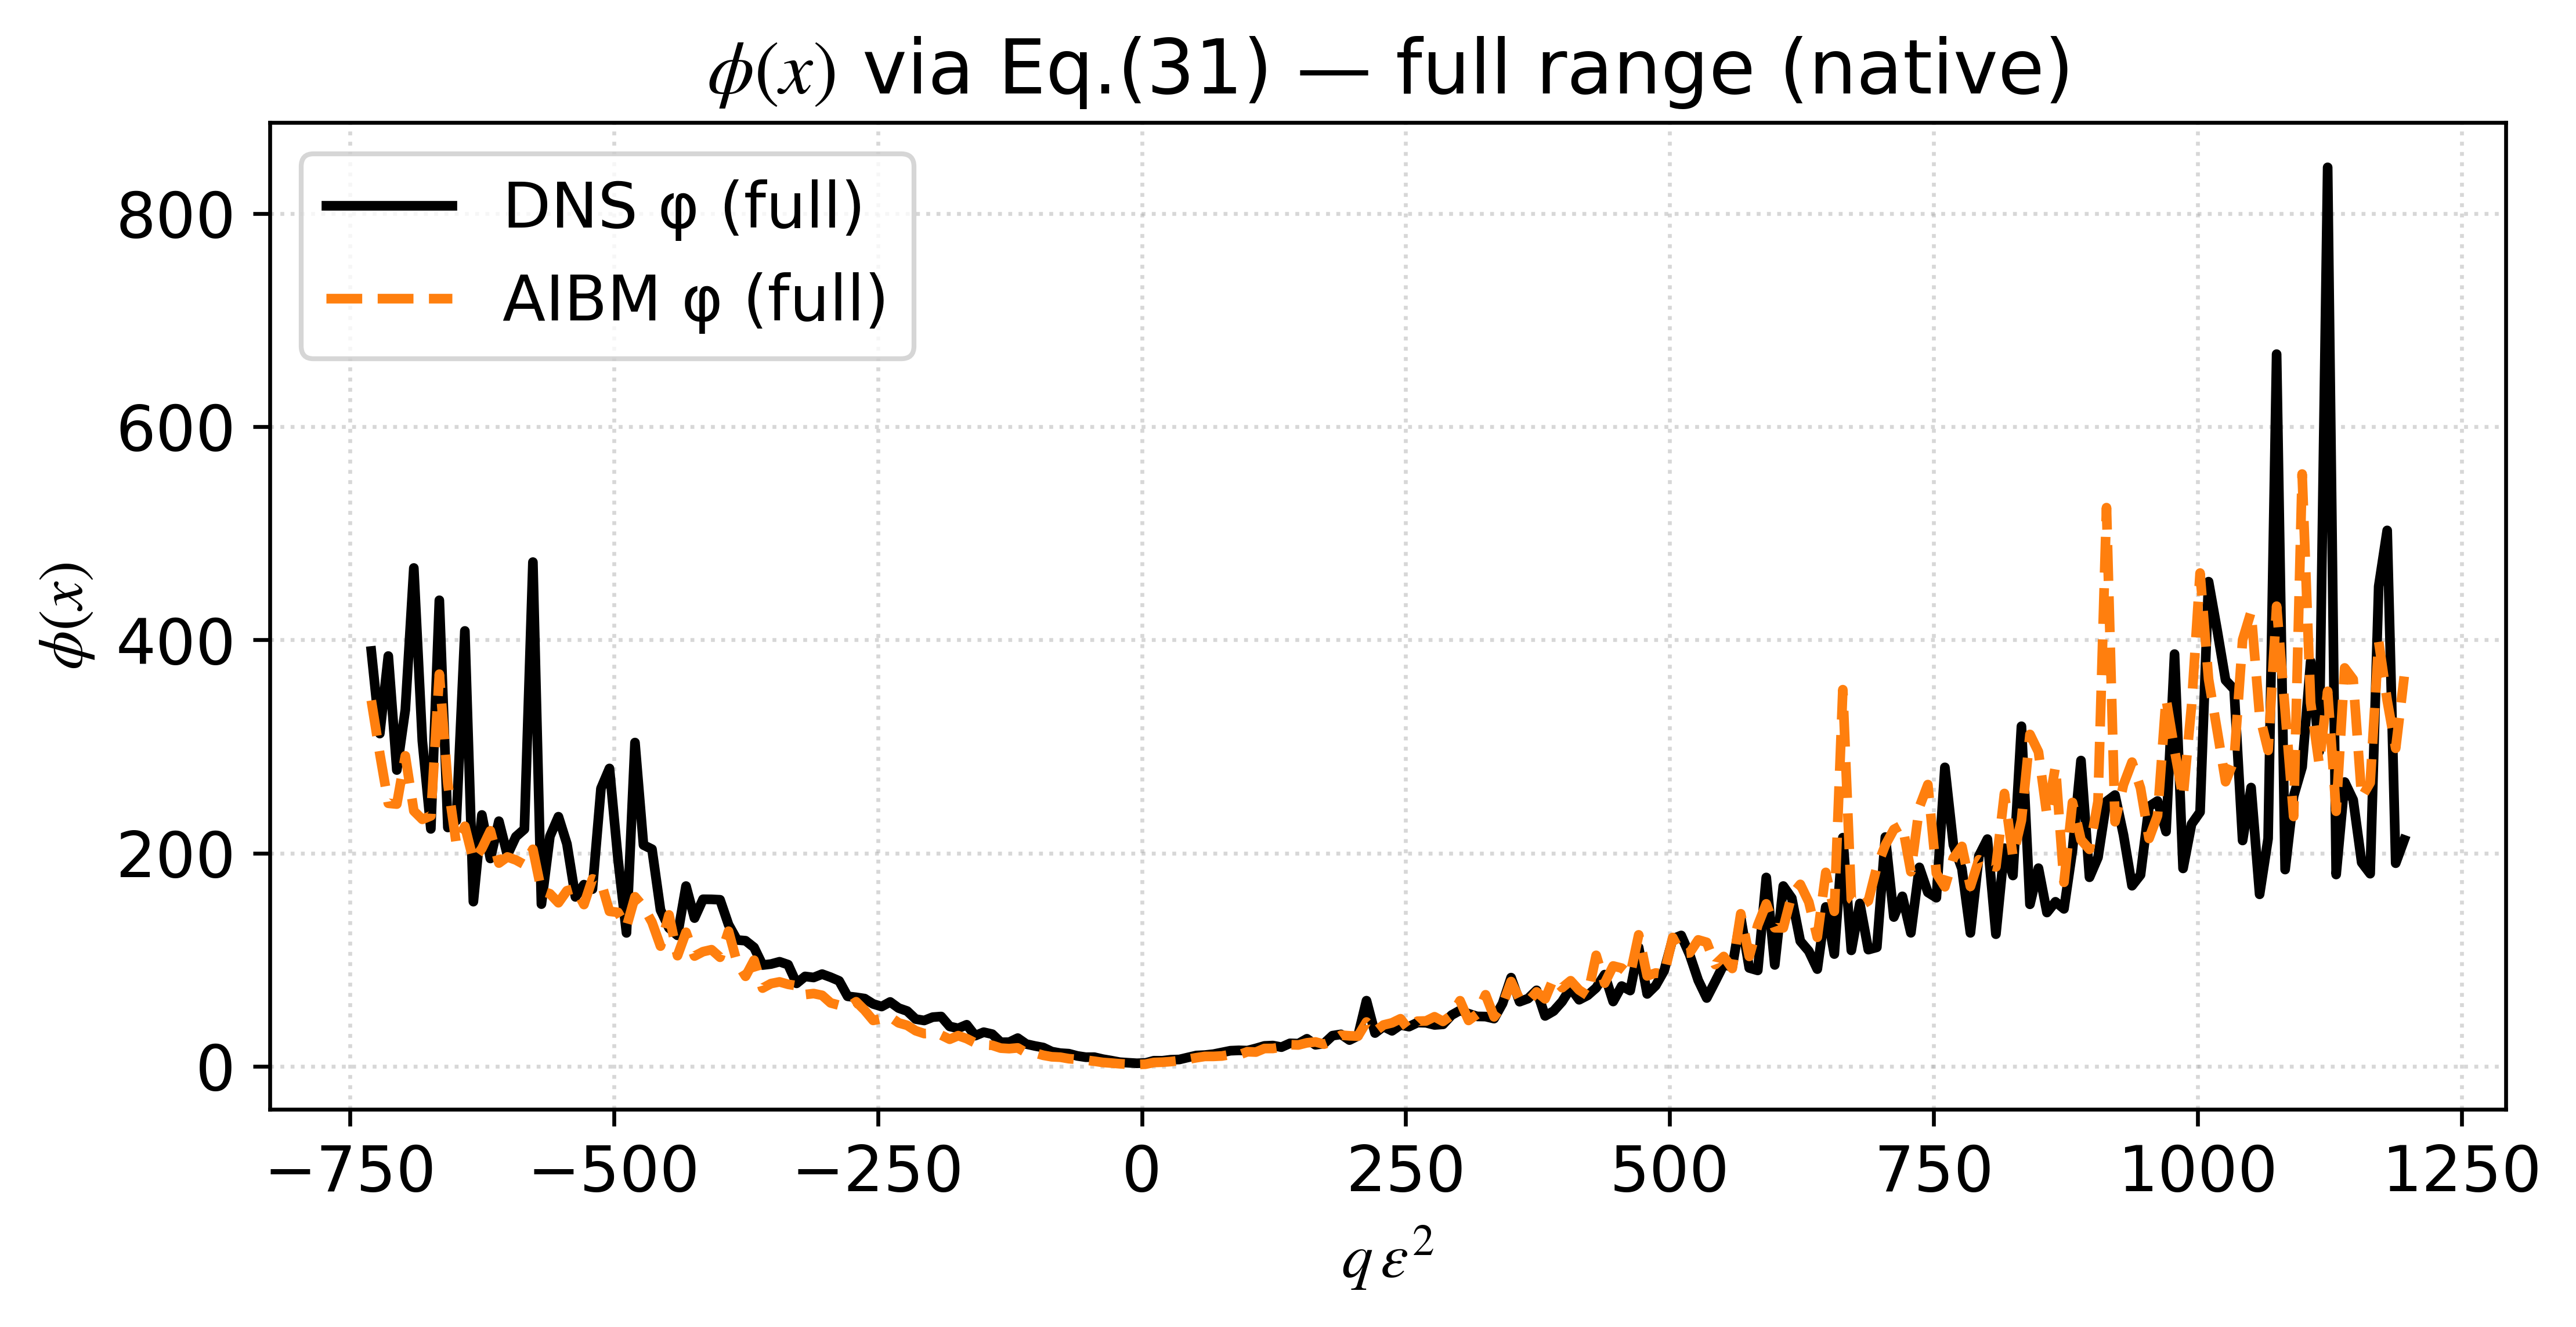 ϕ(x) via Eq.(31) — full range (native)
DNS φ (full)
AIBM φ (full)
ϕ(x)
800
600
400
200
0
−750 −500 −250 0 250 500 750 1000 1250
q ε²